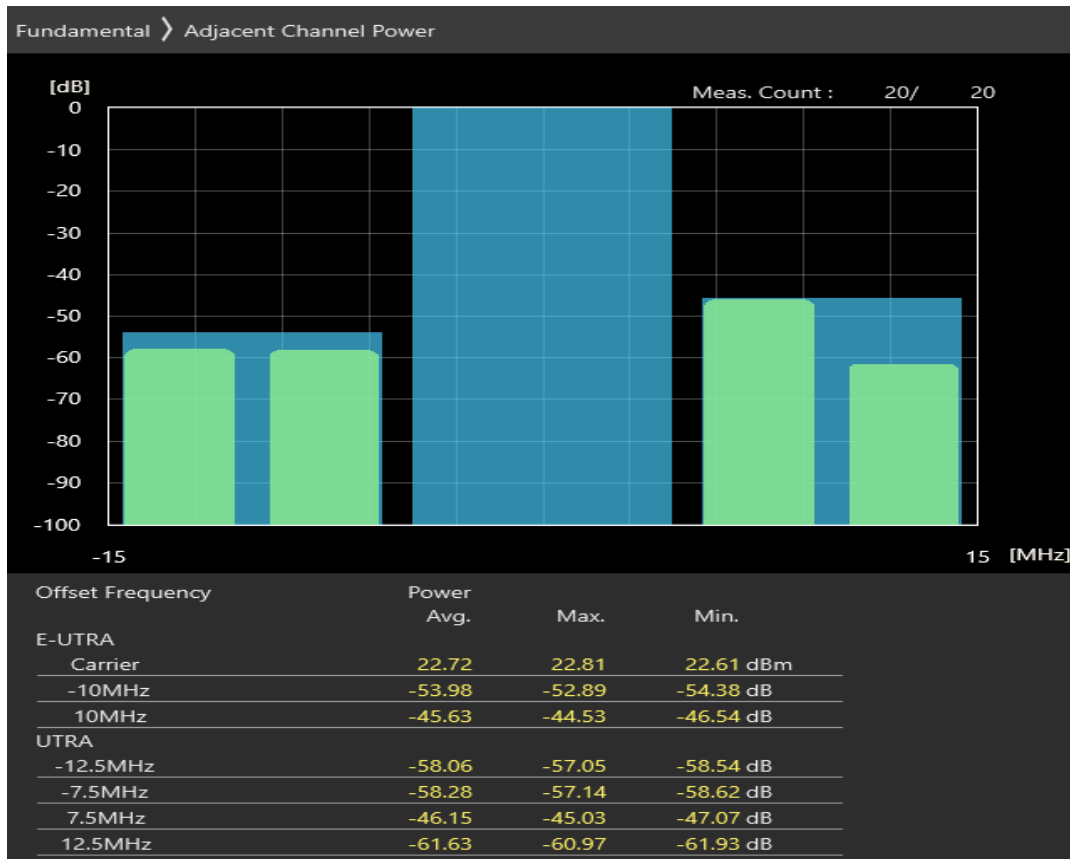 Fundamental ❯ Adjacent Channel Power
[dB]
Meas. Count : 20/ 20
0
-10
-20
-30
-40
-50
-60
-70
-80
-90
-100
-15 15 [MHz]
Offset Frequency Power
Avg. Max. Min.
E-UTRA
Carrier 22.72 22.81 22.61 dBm
-10MHz -53.98 -52.89 -54.38 dB
10MHz -45.63 -44.53 -46.54 dB
UTRA
-12.5MHz -58.06 -57.05 -58.54 dB
-7.5MHz -58.28 -57.14 -58.62 dB
7.5MHz -46.15 -45.03 -47.07 dB
12.5MHz -61.63 -60.97 -61.93 dB